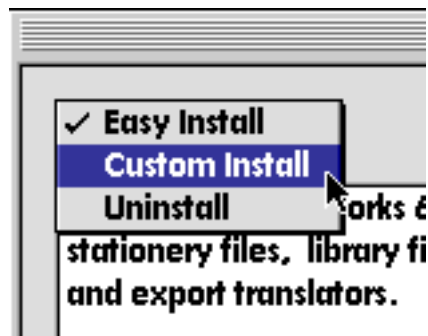 ✓ Easy Install
Custom Install
Uninstall
orks &
stationery files, library fi
and export translators.